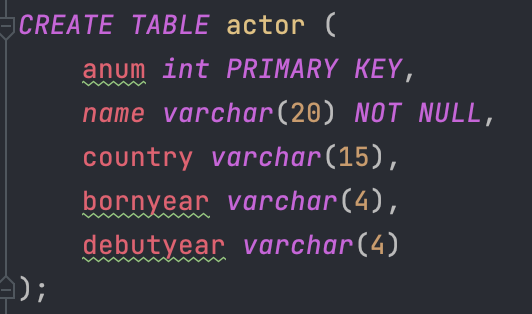 CREATE TABLE actor (
anum int PRIMARY KEY,
name varchar(20) NOT NULL,
country varchar(15),
bornyear varchar(4),
debutyear varchar(4)
);